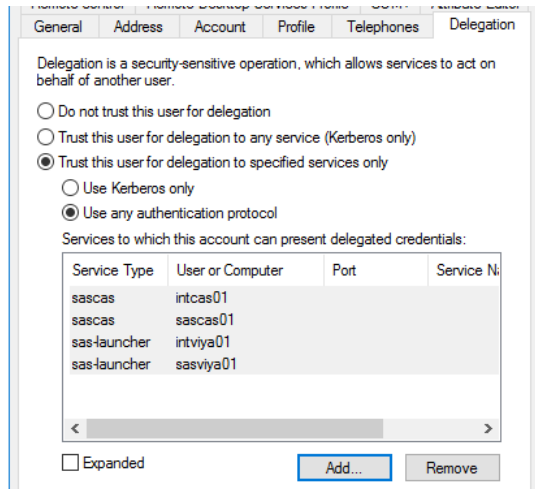 General Address Account Profile Telephones Delegation
Delegation is a security-sensitive operation, which allows services to act on
behalf of another user.
Do not trust this user for delegation
Trust this user for delegation to any service (Kerberos only)
Trust this user for delegation to specified services only
Use Kerberos only
Use any authentication protocol
Services to which this account can present delegated credentials:
Service Type User or Computer Port Service Na
sascas intcas01
sascas sascas01
sas-launcher intviya01
sas-launcher sasviya01
Expanded Add... Remove